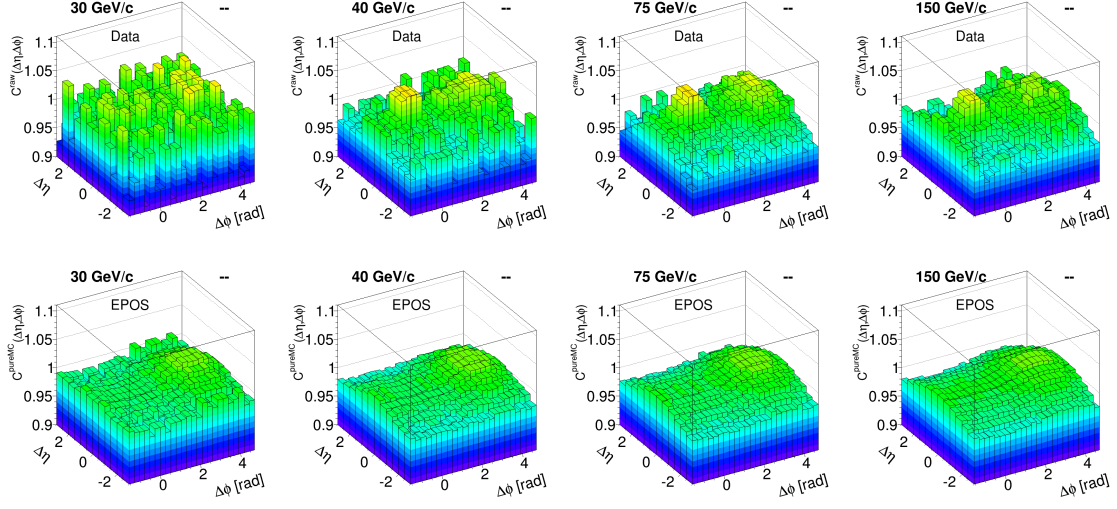 30 GeV/c -- 40 GeV/c -- 75 GeV/c -- 150 GeV/c --
Data Data Data Data
C^raw(Δη,Δϕ) C^raw(Δη,Δϕ) C^raw(Δη,Δϕ) C^raw(Δη,Δϕ)
1.1 1.1 1.1 1.1
1.05 1.05 1.05 1.05
1 1 1 1
0.95 0.95 0.95 0.95
0.9 0.9 0.9 0.9
2 0 -2 2 0 -2 2 0 -2 2 0 -2
Δη Δη Δη Δη
0 2 4 0 2 4 0 2 4 0 2 4
Δϕ [rad] Δϕ [rad] Δϕ [rad] Δϕ [rad]
30 GeV/c -- 40 GeV/c -- 75 GeV/c -- 150 GeV/c --
EPOS EPOS EPOS EPOS
C^pureMC(Δη,Δϕ) C^pureMC(Δη,Δϕ) C^pureMC(Δη,Δϕ) C^pureMC(Δη,Δϕ)
1.1 1.1 1.1 1.1
1.05 1.05 1.05 1.05
1 1 1 1
0.95 0.95 0.95 0.95
0.9 0.9 0.9 0.9
2 0 -2 2 0 -2 2 0 -2 2 0 -2
Δη Δη Δη Δη
0 2 4 0 2 4 0 2 4 0 2 4
Δϕ [rad] Δϕ [rad] Δϕ [rad] Δϕ [rad]